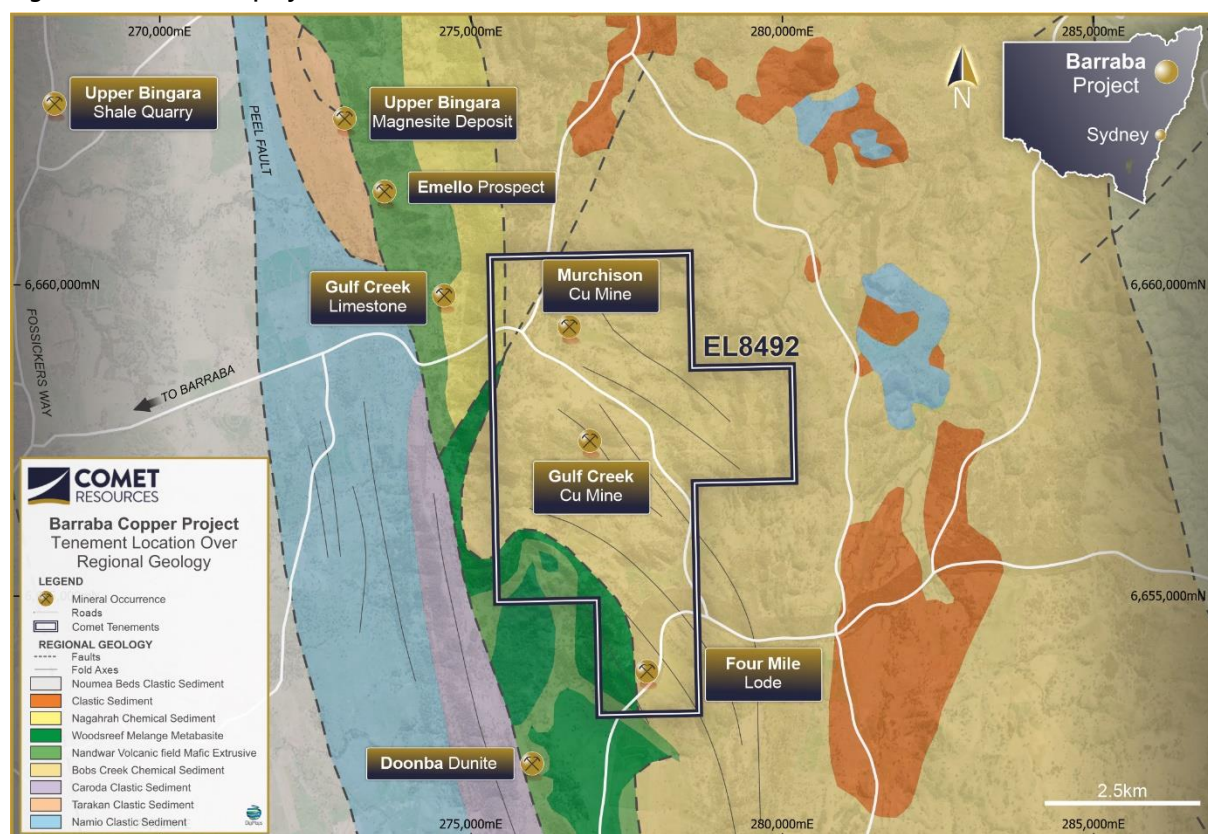 270,000mE
275,000mE
280,000mE
285,000mE
Upper Bingara
Shale Quarry
PEEL FAULT
Upper Bingara
Magnesite Deposit
N
Barraba
Project
Sydney
Emello Prospect
6,660,000mN
Gulf Creek
Limestone
Murchison
Cu Mine
6,660,000mN
FOSSICKERS WAY
TO BARRABA
EL8492
Gulf Creek
Cu Mine
COMET
RESOURCES
Barraba Copper Project
Tenement Location Over
Regional Geology
LEGEND
Mineral Occurrence
Roads
Comet Tenements
REGIONAL GEOLOGY
Faults
Fold Axes
Noumea Beds Clastic Sediment
Clastic Sediment
Nagahrah Chemical Sediment
Woodsreef Melange Metabasite
Nandwar Volcanic field Mafic Extrusive
Bobs Creek Chemical Sediment
Caroda Clastic Sediment
Tarakan Clastic Sediment
Namio Clastic Sediment
6,655,000mN
Four Mile
Lode
Doonba Dunite
2.5km
275,000mE
280,000mE
285,000mE